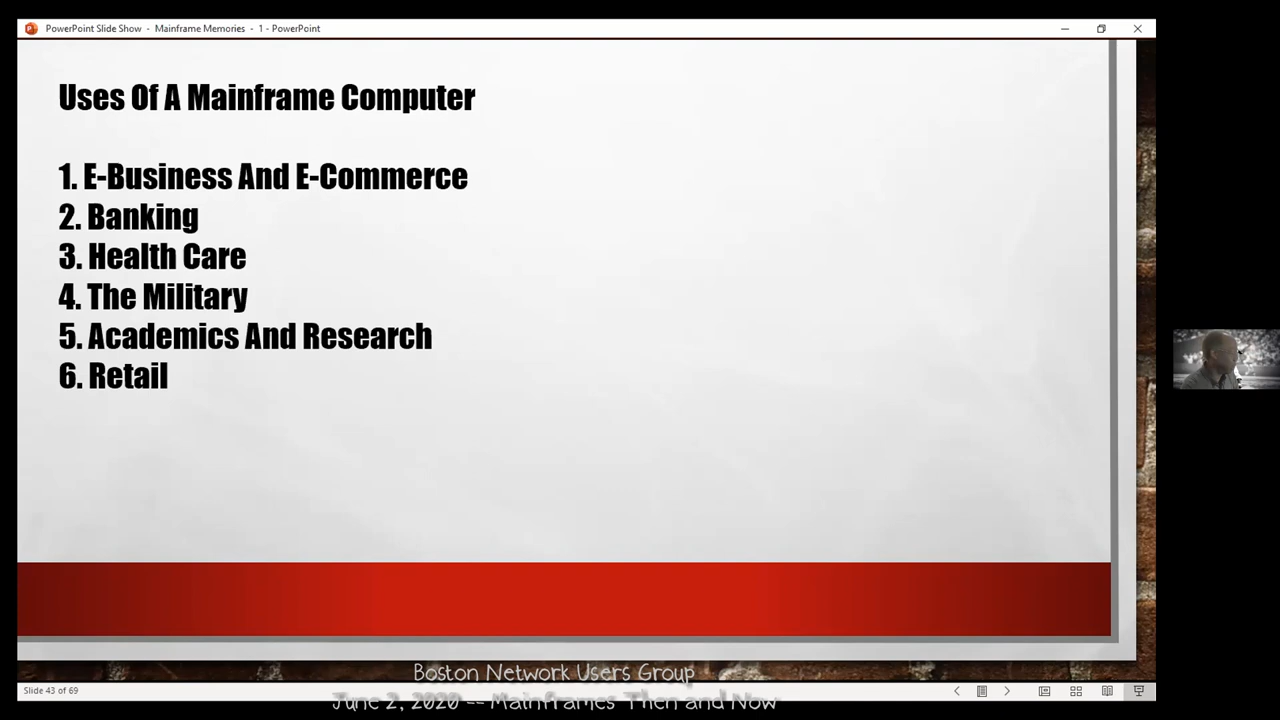 PowerPoint Slide Show - Mainframe Memories - 1 - PowerPoint
Uses Of A Mainframe Computer
1. E-Business And E-Commerce
2. Banking
3. Health Care
4. The Military
5. Academics And Research
6. Retail
Boston Network Users Group
Slide 43 of 69
June 2, 2020 -- Mainframes Then and Now